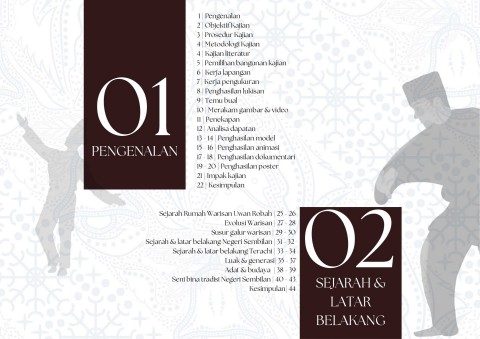 01
PENGENALAN
1 | Pengenalan
2 | Objektif Kajian
3 | Prosedur Kajian
4 | Metodologi Kajian
4 | Kajian literatur
5 | Pemilihan bangunan kajian
6 | Kerja lapangan
7 | Kerja pengukuran
8 | Penghasilan lukisan
9 | Temu bual
10 | Merakam gambar & video
11 | Penekapan
12 | Analisa dapatan
13 - 14 | Penghasilan model
15 - 16 | Penghasilan animasi
17 - 18 | Penghasilan dokumentari
19 - 20 | Penghasilan poster
21 | Impak kajian
22 | Kesimpulan
Sejarah Rumah Warisan Uwan Robah | 25 - 26
Evolusi Warisan | 27 - 28
Susur galur warisan | 29 - 30
Sejarah & latar belakang Negeri Sembilan | 31 - 32
Sejarah & latar belakang Terachi | 33 - 34
Luak & generasi | 35 - 37
Adat & budaya | 38 - 39
Seni bina tradisi Negeri Sembilan | 40 - 43
Kesimpulan | 44
02
SEJARAH &
LATAR
BELAKANG